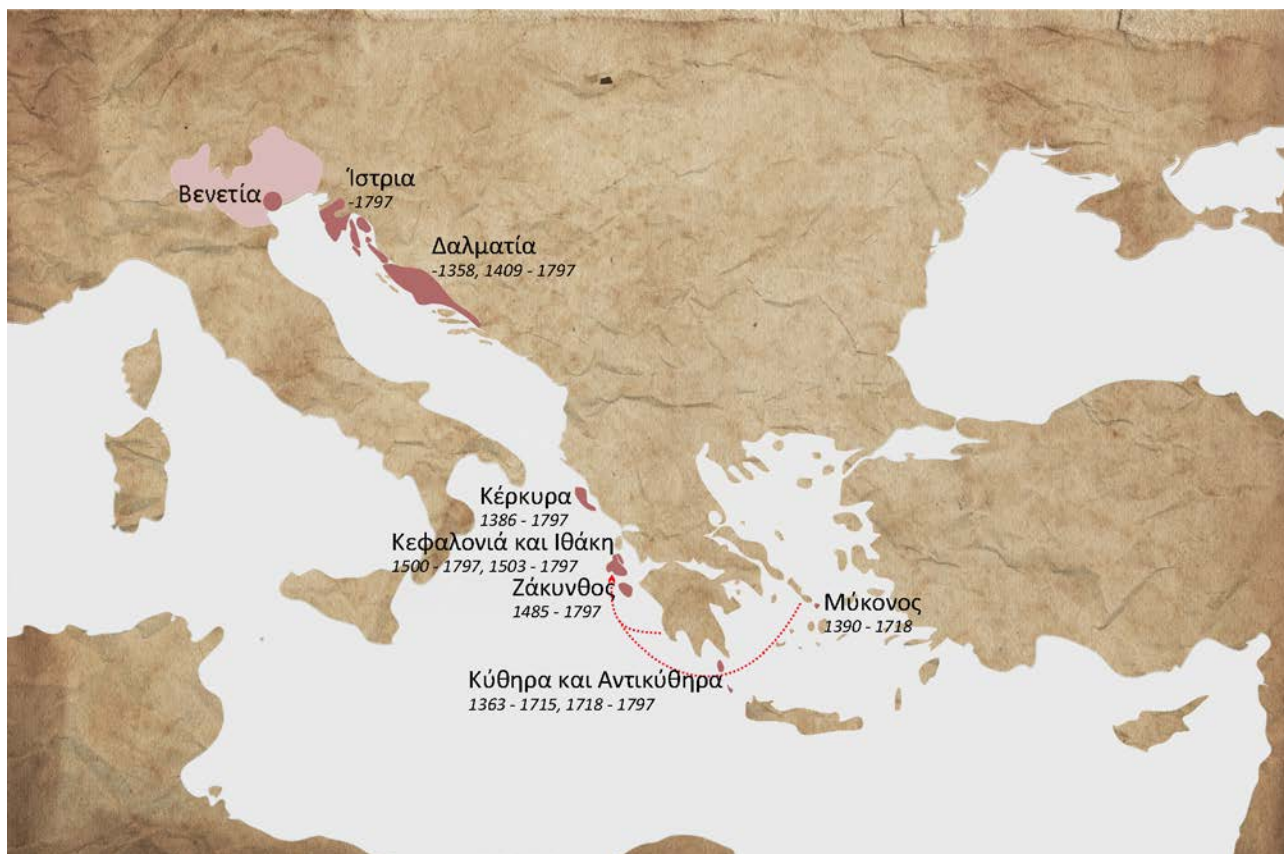 Βενετία
Ίστρια
-1797
Δαλματία
-1358, 1409 - 1797
Κέρκυρα
1386 - 1797
Κεφαλονιά και Ιθάκη
1500 - 1797, 1503 - 1797
Ζάκυνθος
1485 - 1797
Μύκονος
1390 - 1718
Κύθηρα και Αντικύθηρα
1363 - 1715, 1718 - 1797